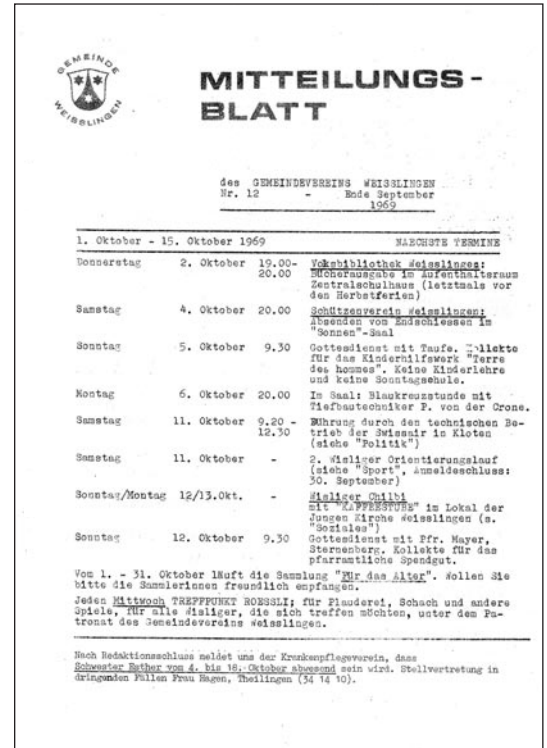 GEMEINDE
WEISSLINGEN
MITTEILUNGS-
BLATT
des GEMEINDEVEREINS WEISSLINGEN
Nr. 12 - Ende September
1969
1. Oktober - 15. Oktober 1969 NAECHSTE TERMINE
Donnerstag 2. Oktober 19.00- Voksbibliothek Weisslingen:
20.00 Bücherausgabe im Aufenthaltsraum
Zentralschulhaus (letztmals vor
den Herbstferien)
Samstag 4. Oktober 20.00 Schützenverein Weisslingen:
Absenden vom Endschiessen im
"Sonnen"-Saal
Sonntag 5. Oktober 9.30 Gottesdienst mit Taufe. Kollekte
für das Kinderhilfswerk "Terre
des hommes". Keine Kinderlehre
und keine Sonntagschule.
Montag 6. Oktober 20.00 Im Saal: Blaukreuzstunde mit
Tiefbautechniker P. von der Crone.
Samstag 11. Oktober 9.20 - Führung durch den technischen Be-
12.30 trieb der Swissair in Kloten
(siehe "Politik")
Samstag 11. Oktober - 2. Wisliger Orientierungslauf
(siehe "Sport", Anmeldeschluss:
30. September)
Sonntag/Montag 12/13.Okt. - Wisliger Chilbi
mit "KAFFEESTUBE" im Lokal der
Jungen Kirche Weisslingen (s.
"Soziales")
Sonntag 12. Oktober 9.30 Gottesdienst mit Pfr. Mayer,
Sternenberg. Kollekte für das
pfarramtliche Spendgut.
Vom 1. - 31. Oktober läuft die Sammlung "Für das Alter". Wollen Sie
bitte die Sammlerinnen freundlich empfangen.
Jeden Mittwoch TREFFPUNKT ROESSLI; für Plauderei, Schach und andere
Spiele, für alle Wisliger, die sich treffen möchten, unter dem Pa-
tronat des Gemeindevereins Weisslingen.
Nach Redaktionsschluss meldet uns der Krankenpflegeverein, dass
Schwester Esther vom 4. bis 18. Oktober abwesend sein wird. Stellvertretung in
dringenden Fällen Frau Hagen, Theilingen (34 14 10).